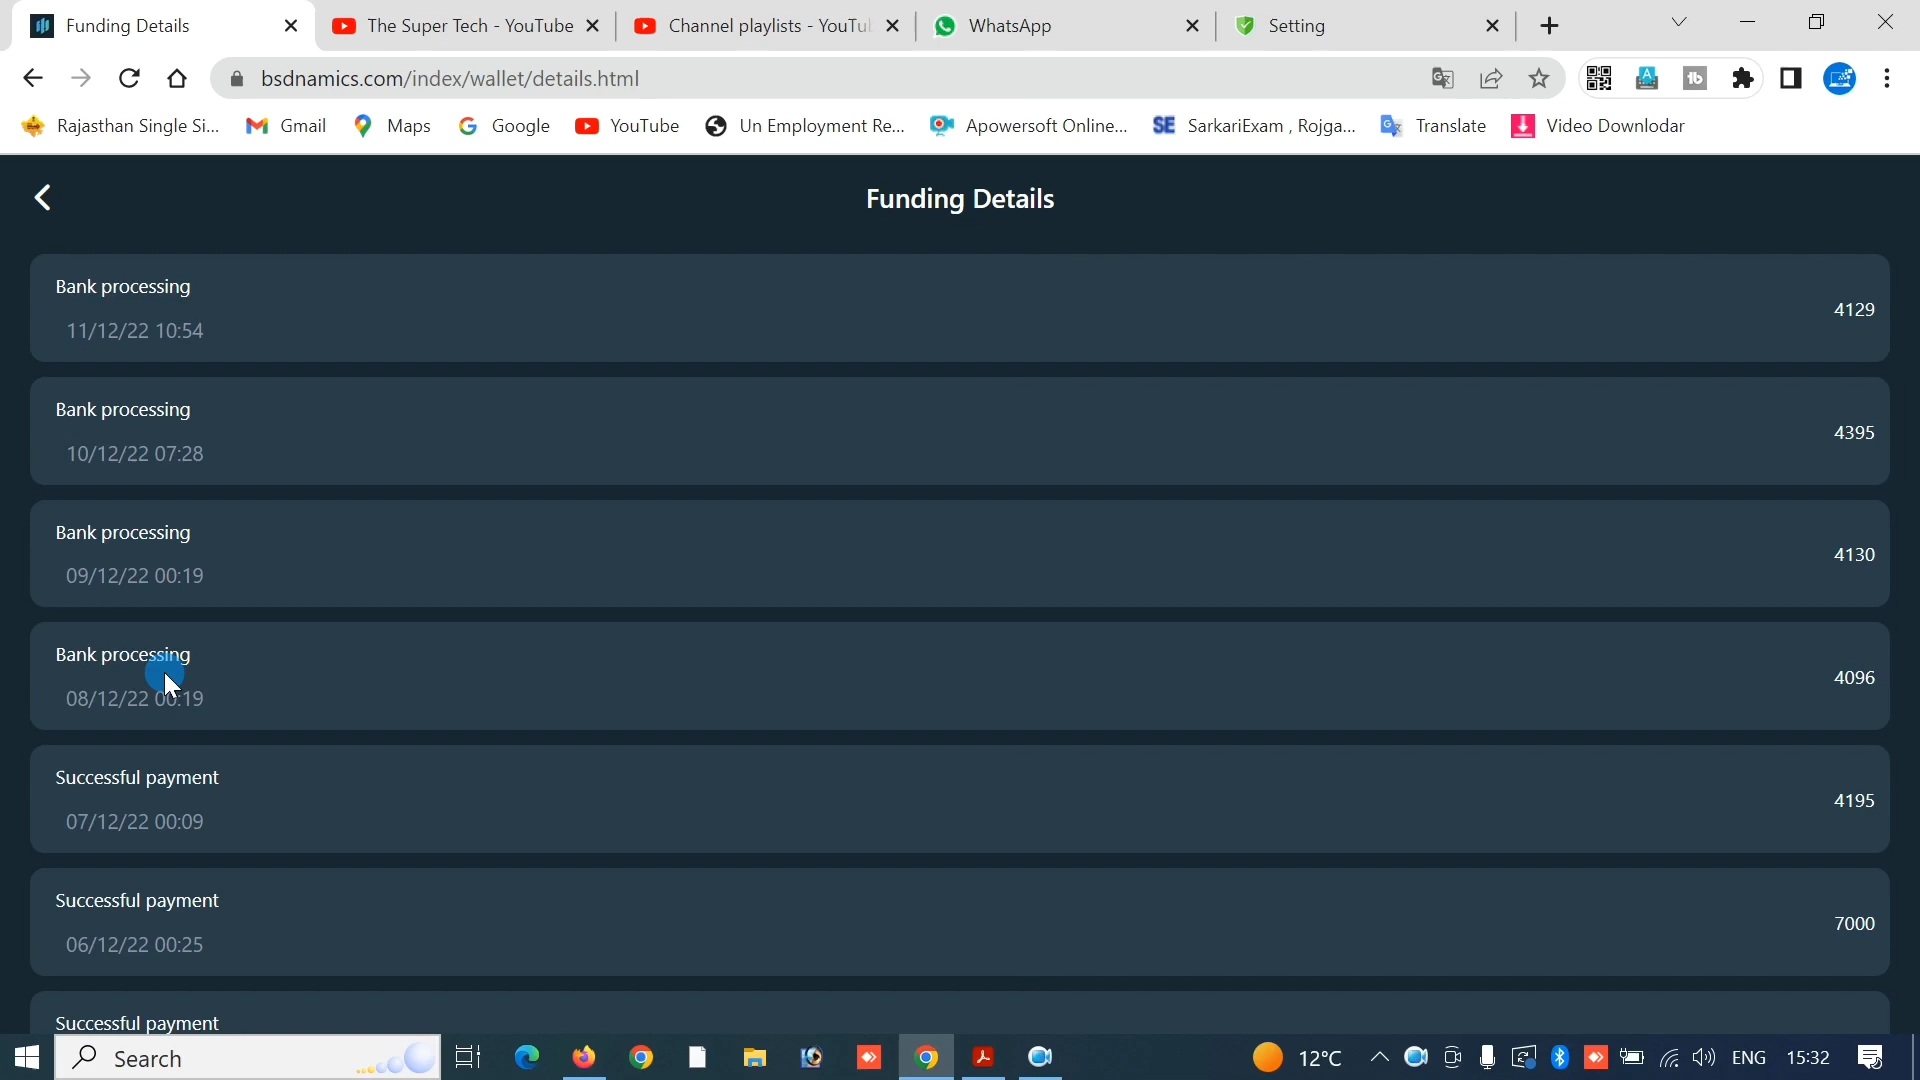 Funding Details
The Super Tech - YouTube
Channel playlists - YouTu
WhatsApp
Setting
bsdnamics.com/index/wallet/details.html
Rajasthan Single Si...
Gmail
Maps
Google
YouTube
Un Employment Re...
Apowersoft Online...
SE
SarkariExam , Rojga...
Translate
Video Downlodar
Funding Details
Bank processing
11/12/22 10:54
4129
Bank processing
10/12/22 07:28
4395
Bank processing
09/12/22 00:19
4130
Bank processing
08/12/22 00:19
4096
Successful payment
07/12/22 00:09
4195
Successful payment
06/12/22 00:25
7000
Successful payment
Search
12°C
ENG
15:32